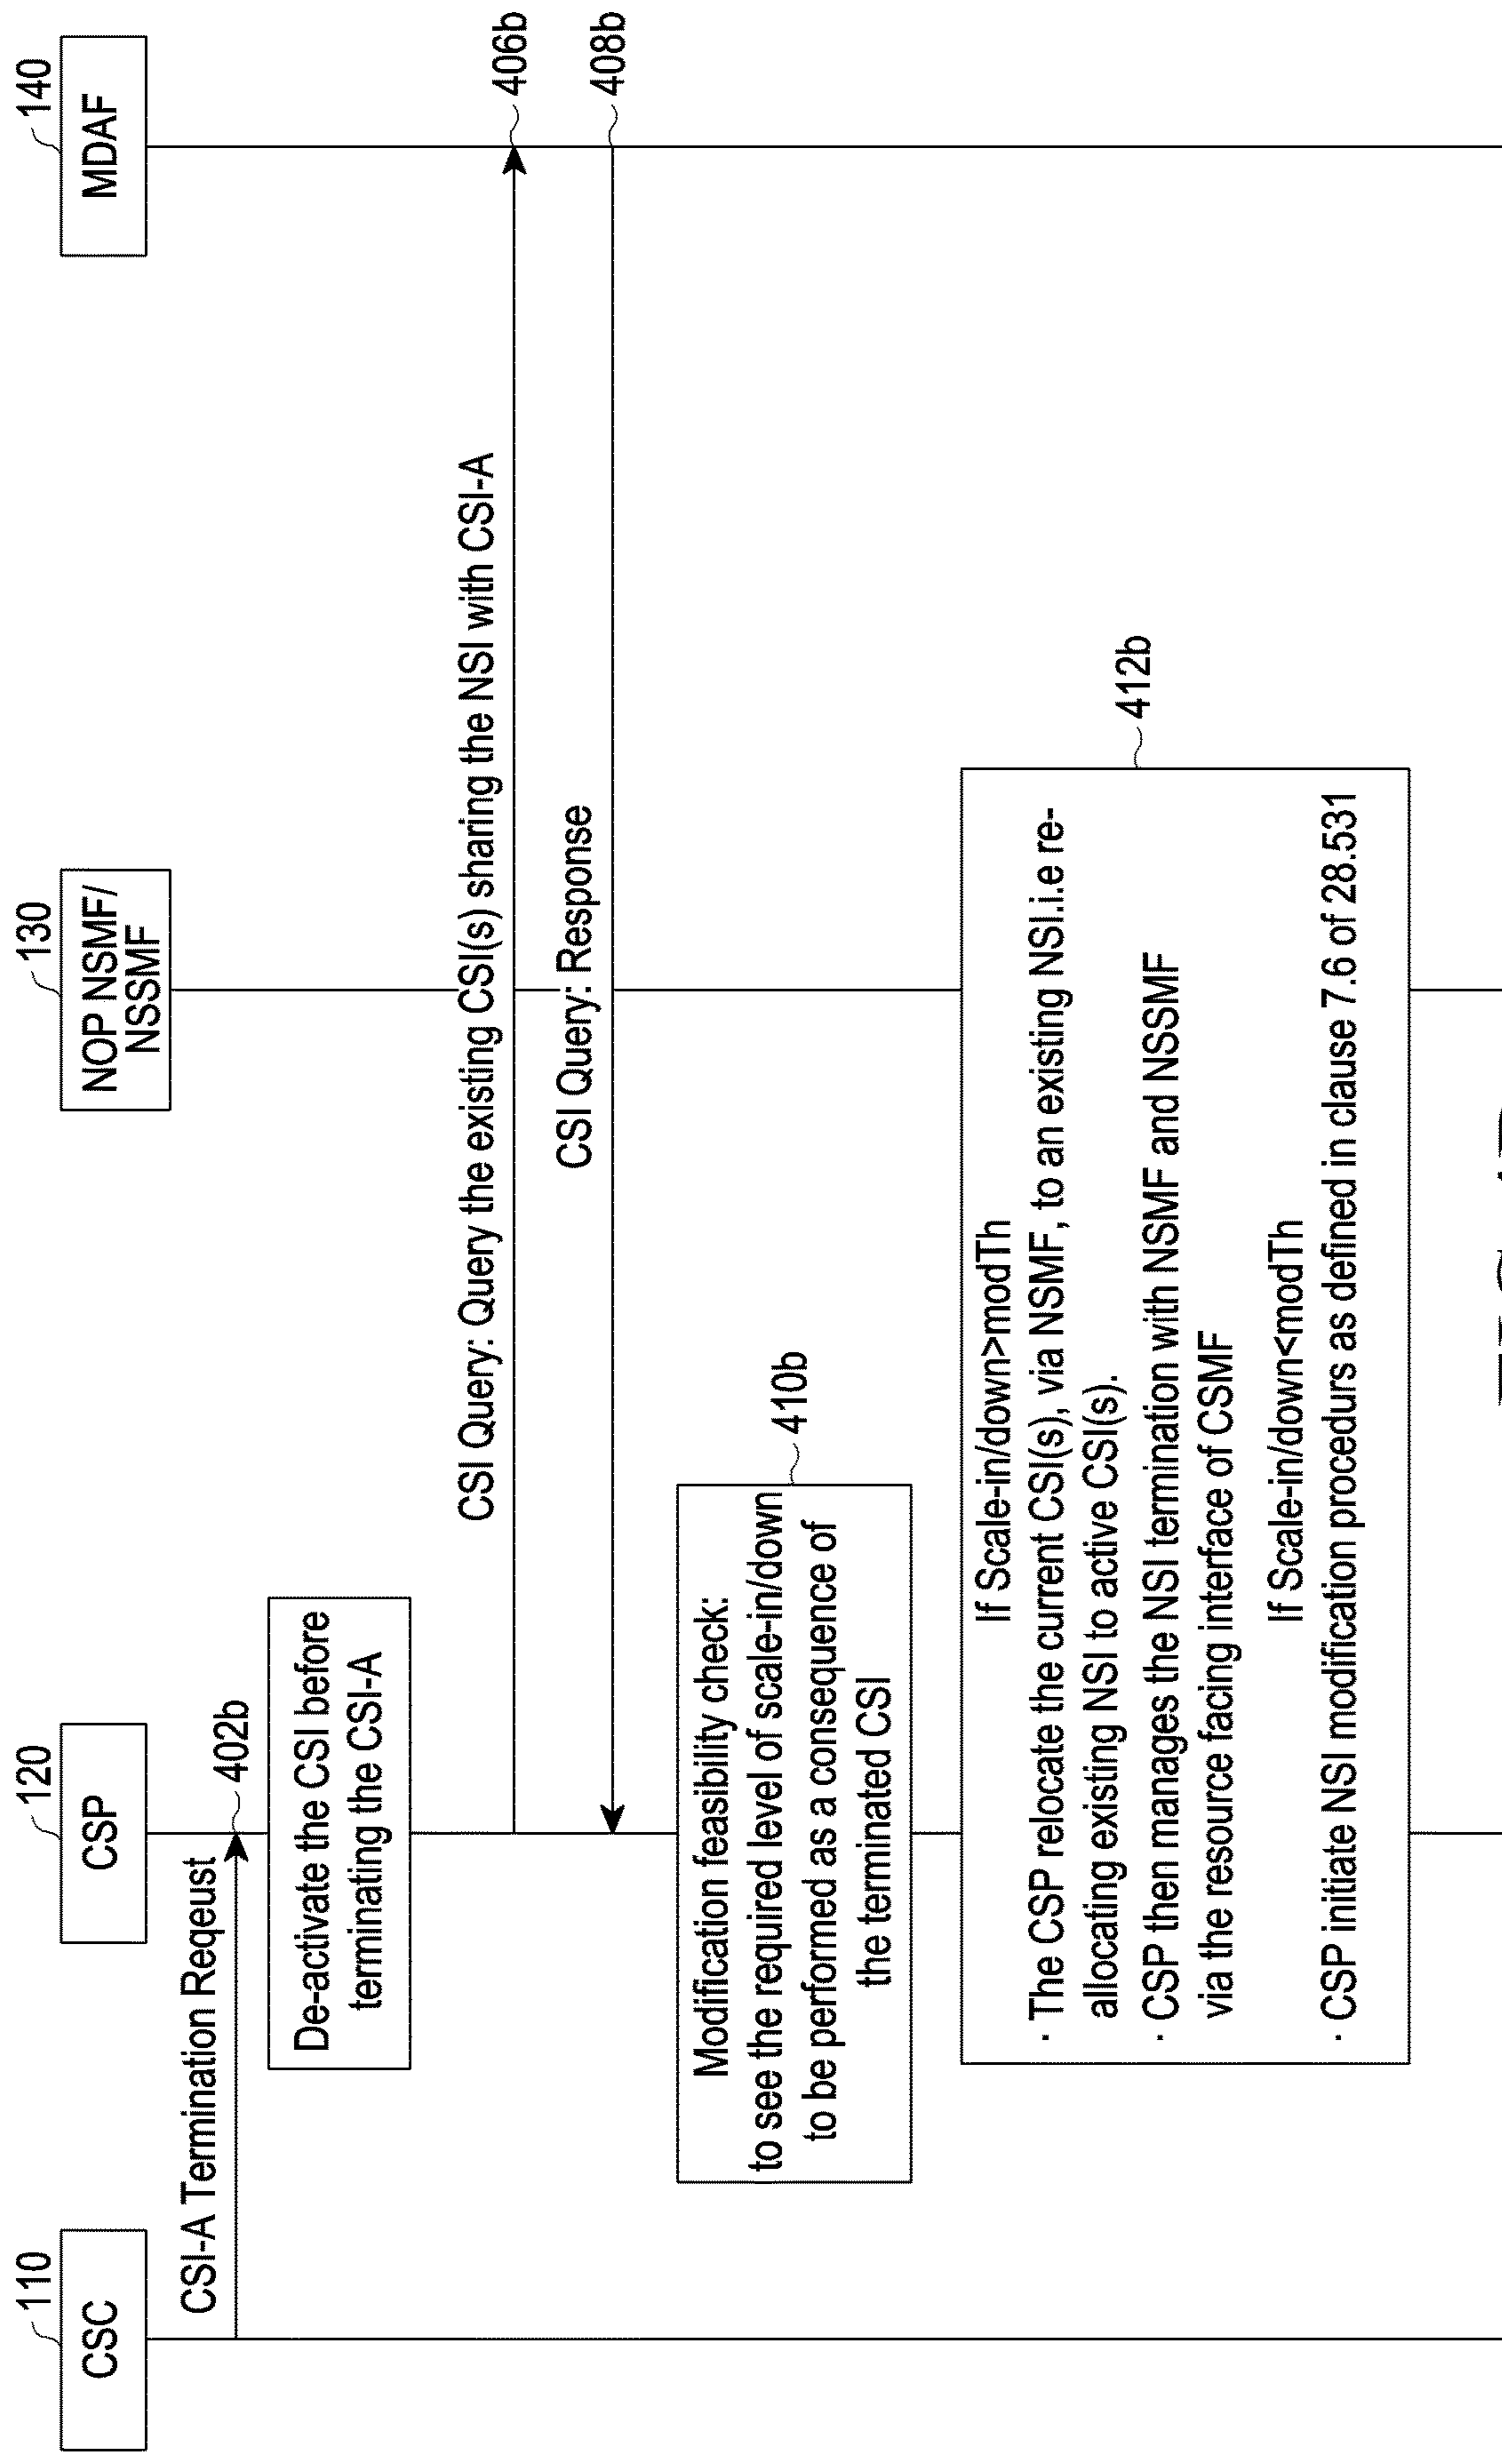 110
CSC
120
CSP
130
NOP NSMF/
NSSMF
140
MDAF
CSI-A Termination Reqeust
402b
De-activate the CSI before
terminating the CSI-A
CSI Query: Query the existing CSI(s) sharing the NSI with CSI-A
406b
CSI Query: Response
408b
Modification feasibility check:
to see the required level of scale-in/down
to be performed as a consequence of
the terminated CSI
410b
If Scale-in/down>modTh
· The CSP relocate the current CSI(s), via NSMF, to an existing NSI.i.e re-
allocating existing NSI to active CSI(s).
· CSP then manages the NSI termination with NSMF and NSSMF
via the resource facing interface of CSMF
If Scale-in/down<modTh
· CSP initiate NSI modification procedurs as defined in clause 7.6 of 28.531
412b